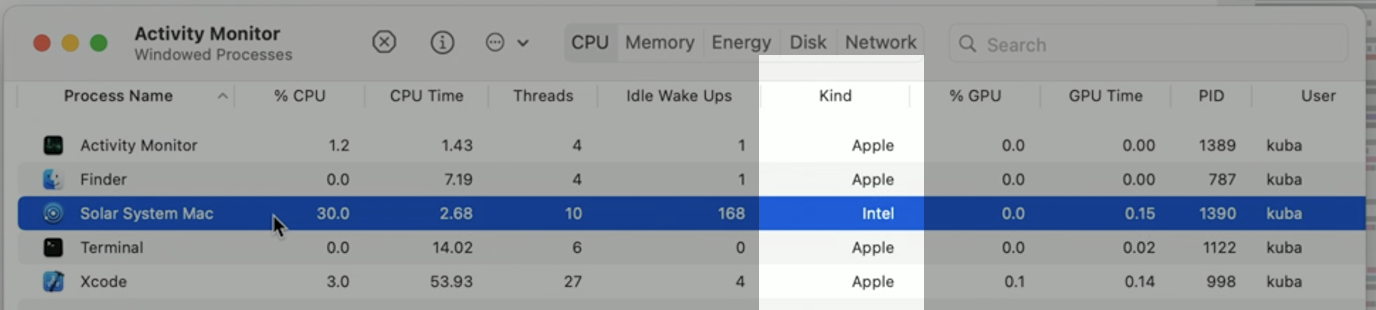 Activity Monitor
Windowed Processes
CPU Memory Energy Disk Network
Search
Process Name % CPU CPU Time Threads Idle Wake Ups Kind % GPU GPU Time PID User
Activity Monitor 1.2 1.43 4 1 Apple 0.0 0.00 1389 kuba
Finder 0.0 7.19 4 1 Apple 0.0 0.00 787 kuba
Solar System Mac 30.0 2.68 10 168 Intel 0.0 0.15 1390 kuba
Terminal 0.0 14.02 6 0 Apple 0.0 0.02 1122 kuba
Xcode 3.0 53.93 27 4 Apple 0.1 0.14 998 kuba